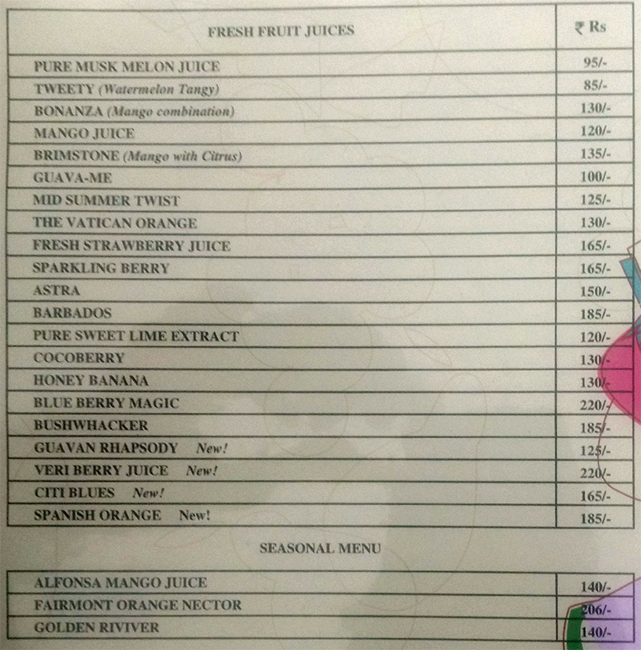 FRESH FRUIT JUICES ₹ Rs
PURE MUSK MELON JUICE 95/-
TWEETY (Watermelon Tangy) 85/-
BONANZA (Mango combination) 130/-
MANGO JUICE 120/-
BRIMSTONE (Mango with Citrus) 135/-
GUAVA-ME 100/-
MID SUMMER TWIST 125/-
THE VATICAN ORANGE 130/-
FRESH STRAWBERRY JUICE 165/-
SPARKLING BERRY 165/-
ASTRA 150/-
BARBADOS 185/-
PURE SWEET LIME EXTRACT 120/-
COCOBERRY 130/-
HONEY BANANA 130/-
BLUE BERRY MAGIC 220/-
BUSHWHACKER 185/-
GUAVAN RHAPSODY New! 125/-
VERI BERRY JUICE New! 220/-
CITI BLUES New! 165/-
SPANISH ORANGE New! 185/-
SEASONAL MENU
ALFONSA MANGO JUICE 140/-
FAIRMONT ORANGE NECTOR 206/-
GOLDEN RIVIVER 140/-